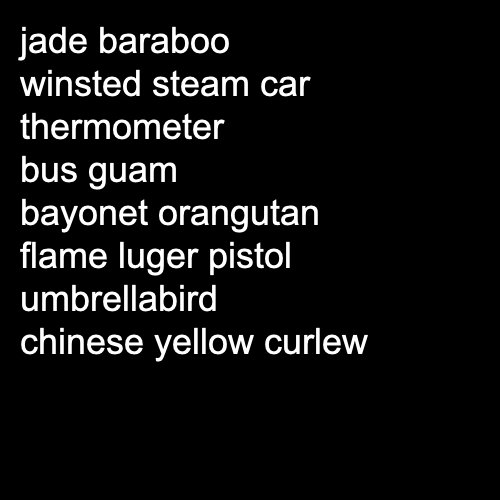 jade baraboo
winsted steam car
thermometer
bus guam
bayonet orangutan
flame luger pistol
umbrellabird
chinese yellow curlew